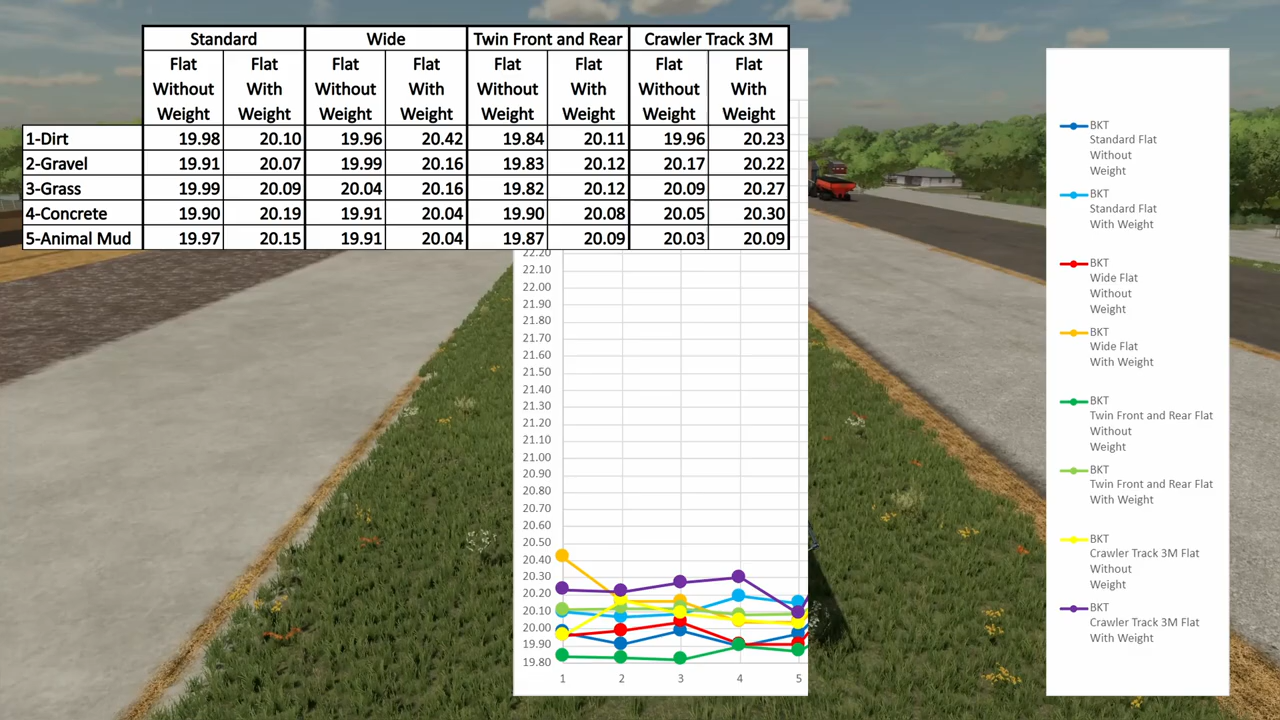 Standard Wide Twin Front and Rear Crawler Track 3M
Flat Flat Flat Flat Flat Flat Flat Flat
Without With Without With Without With Without With
Weight Weight Weight Weight Weight Weight Weight Weight
1-Dirt 19.98 20.10 19.96 20.42 19.84 20.11 19.96 20.23
2-Gravel 19.91 20.07 19.99 20.16 19.83 20.12 20.17 20.22
3-Grass 19.99 20.09 20.04 20.16 19.82 20.12 20.09 20.27
4-Concrete 19.90 20.19 19.91 20.04 19.90 20.08 20.05 20.30
5-Animal Mud 19.97 20.15 19.91 20.04 19.87 20.09 20.03 20.09
22.20
22.10
22.00
21.90
21.80
21.70
21.60
21.50
21.40
21.30
21.20
21.10
21.00
20.90
20.80
20.70
20.60
20.50
20.40
20.30
20.20
20.10
20.00
19.90
19.80
1 2 3 4 5
BKT
Standard Flat
Without
Weight
BKT
Standard Flat
With Weight
BKT
Wide Flat
Without
Weight
BKT
Wide Flat
With Weight
BKT
Twin Front and Rear Flat
Without
Weight
BKT
Twin Front and Rear Flat
With Weight
BKT
Crawler Track 3M Flat
Without
Weight
BKT
Crawler Track 3M Flat
With Weight